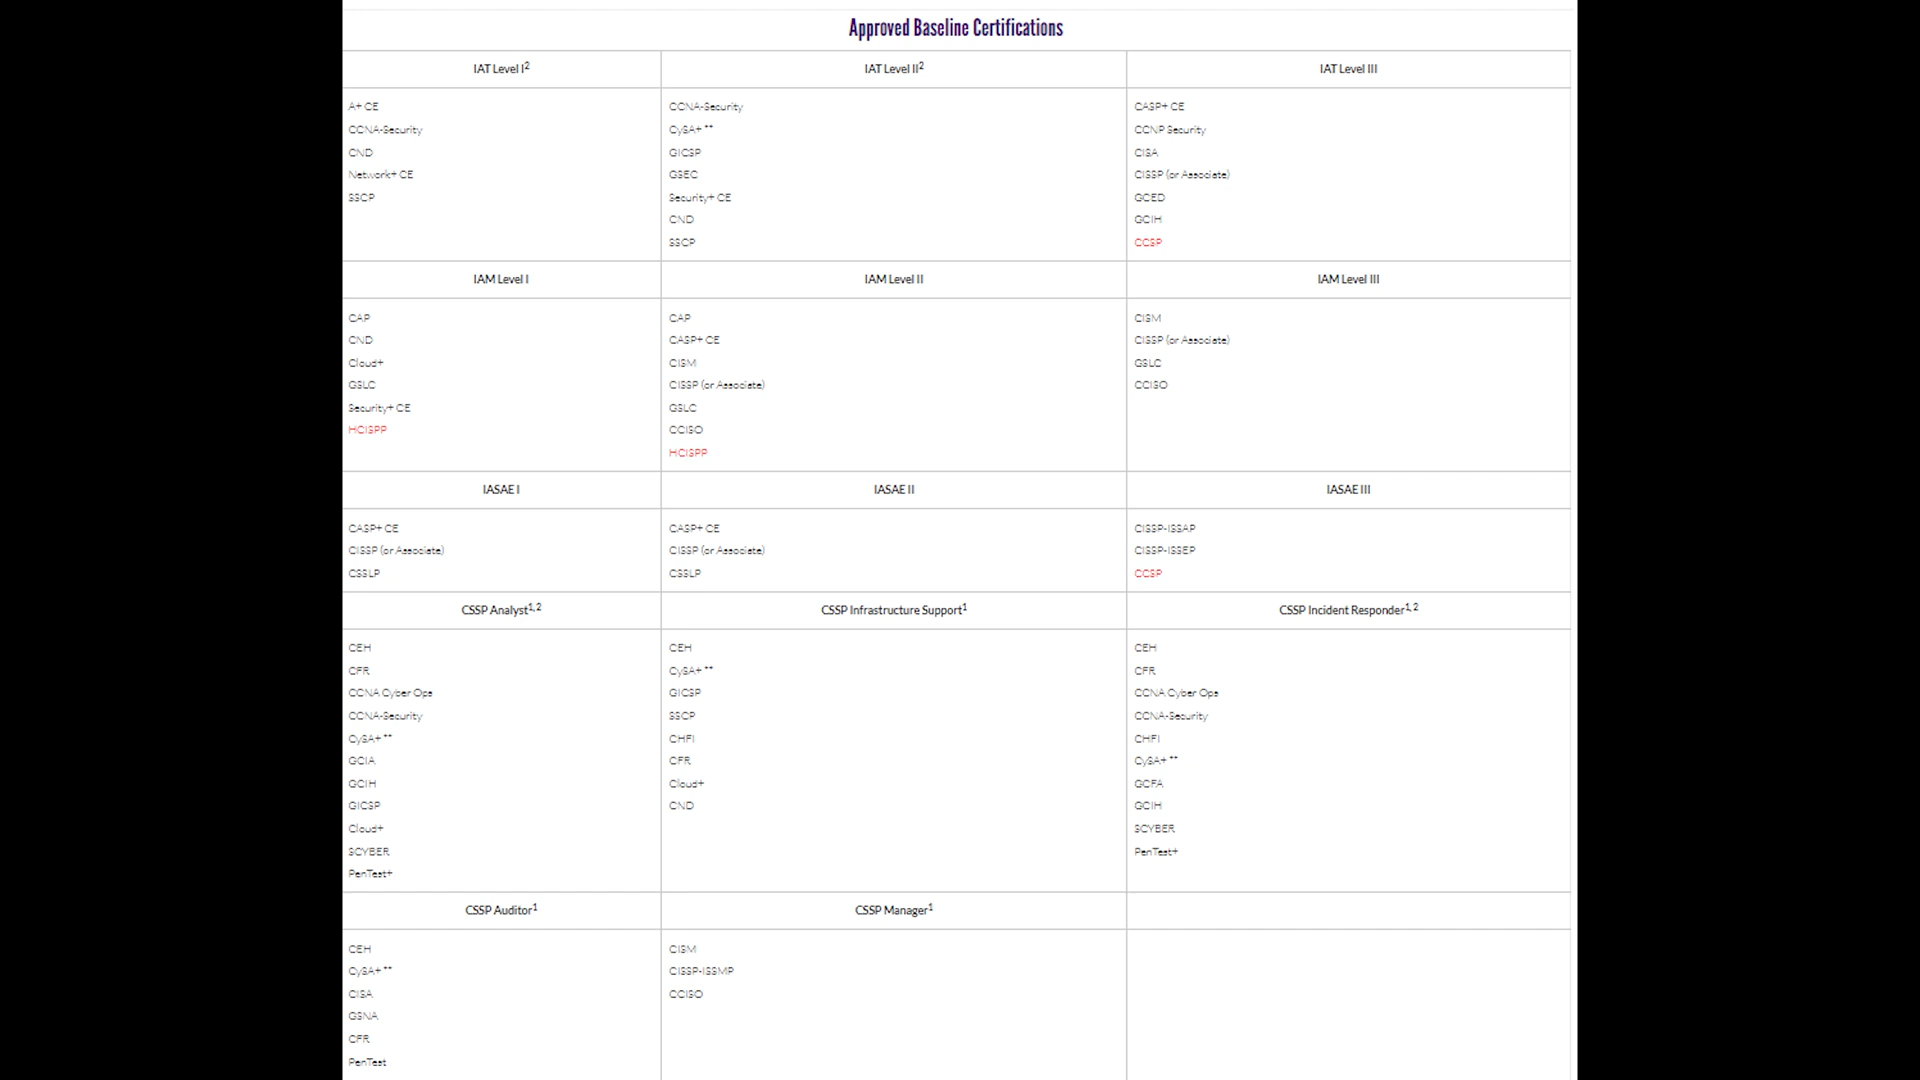 Approved Baseline Certifications
IAT Level I2
IAT Level II2
IAT Level III
A+ CE
CCNA-Security
CND
Network+ CE
SSCP
CCNA-Security
CySA+ **
GICSP
GSEC
Security+ CE
CND
SSCP
CASP+ CE
CCNP Security
CISA
CISSP (or Associate)
GCED
GCIH
CCSP
IAM Level I
IAM Level II
IAM Level III
CAP
CND
Cloud+
GSLC
Security+ CE
HCISPP
CAP
CASP+ CE
CISM
CISSP (or Associate)
GSLC
CCISO
HCISPP
CISM
CISSP (or Associate)
GSLC
CCISO
IASAE I
IASAE II
IASAE III
CASP+ CE
CISSP (or Associate)
CSSLP
CASP+ CE
CISSP (or Associate)
CSSLP
CISSP-ISSAP
CISSP-ISSEP
CCSP
CSSP Analyst1, 2
CSSP Infrastructure Support1
CSSP Incident Responder1, 2
CEH
CFR
CCNA Cyber Ops
CCNA-Security
CySA+ **
GCIA
GCIH
GICSP
Cloud+
SCYBER
PenTest+
CEH
CySA+ **
GICSP
SSCP
CHFI
CFR
Cloud+
CND
CEH
CFR
CCNA Cyber Ops
CCNA-Security
CHFI
CySA+ **
GCFA
GCIH
SCYBER
PenTest+
CSSP Auditor1
CSSP Manager1
CEH
CySA+ **
CISA
GSNA
CFR
PenTest
CISM
CISSP-ISSMP
CCISO